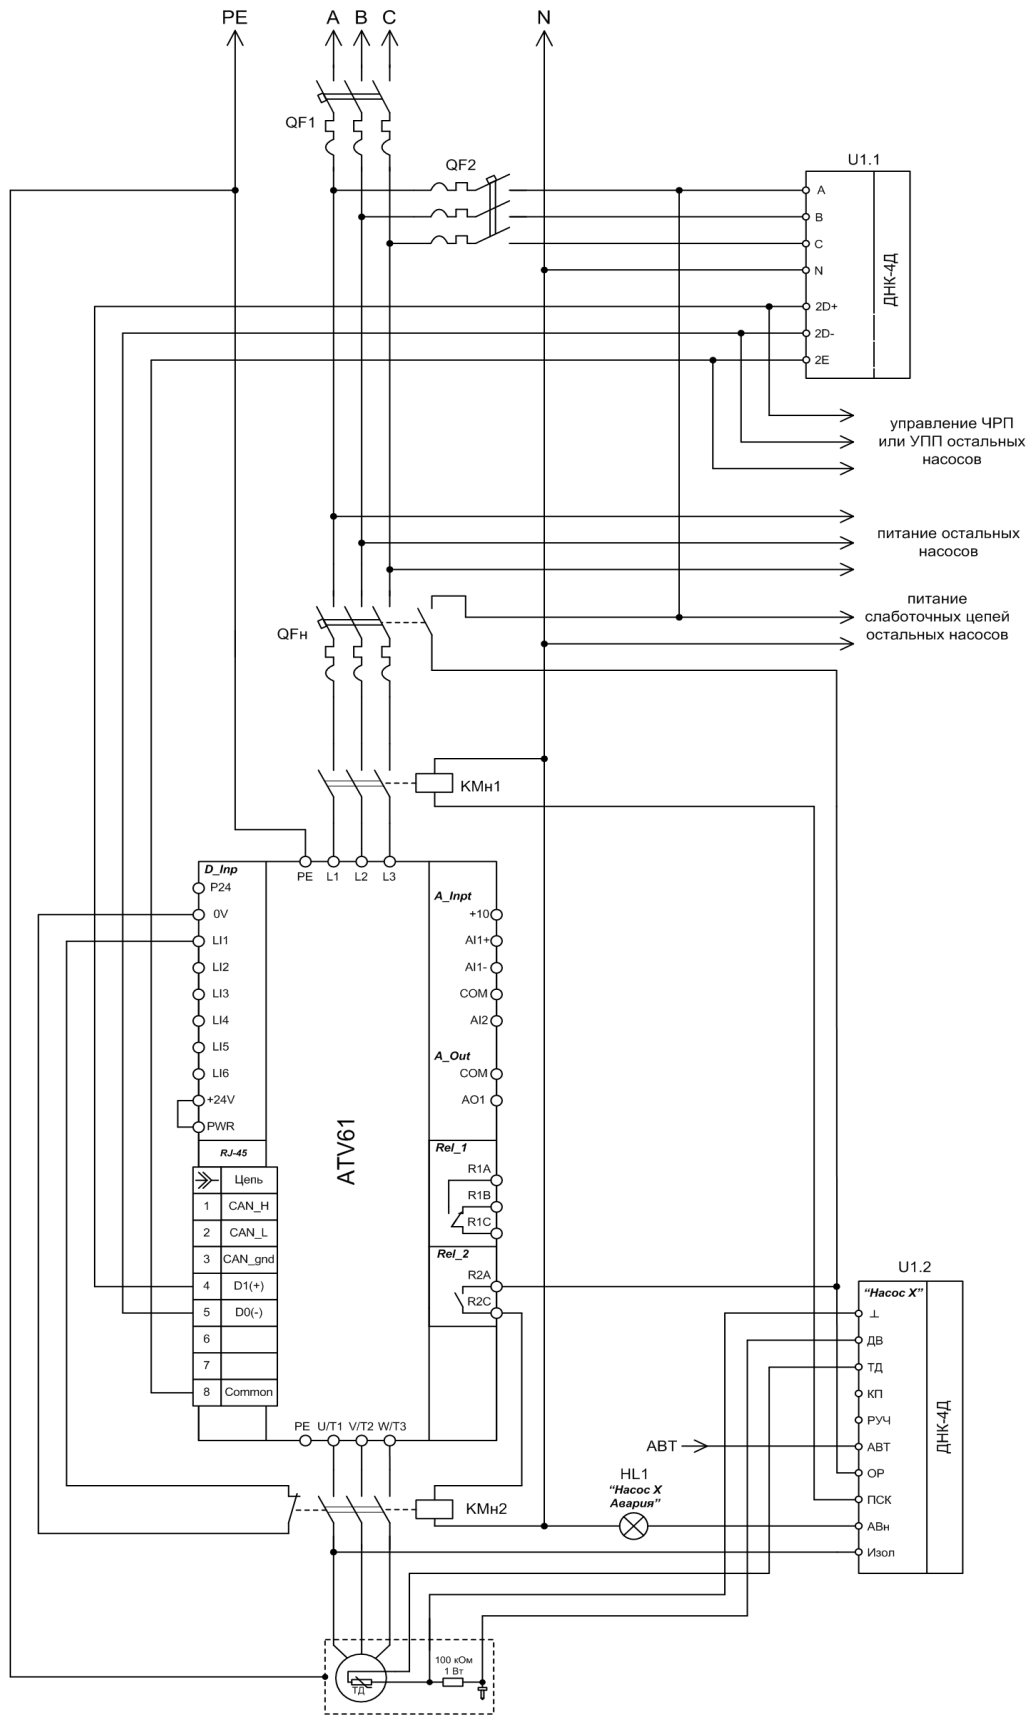 PE A B C N
QF1
QF2
U1.1
A
B
C
N
2D+
2D-
2E
ДНК-4Д
управление ЧРП
или УПП остальных
насосов
питание остальных
насосов
питание
слаботочных цепей
остальных насосов
QFн
KMн1
D_Inp
PE L1 L2 L3
P24
0V
LI1
LI2
LI3
LI4
LI5
LI6
+24V
PWR
A_Inpt
+10
AI1+
AI1-
COM
AI2
A_Out
COM
AO1
ATV61
RJ-45
Цепь
1 CAN_H
2 CAN_L
3 CAN_gnd
4 D1(+)
5 D0(-)
6
7
8 Common
Rel_1
R1A
R1B
R1C
Rel_2
R2A
R2C
PE U/T1 V/T2 W/T3
KMн2
U1.2
“Насос X”
⊥
ДВ
ТД
КП
РУЧ
АВТ
ОР
ПСК
АВн
Изол
ДНК-4Д
АВТ
HL1
“Насос X
Авария”
100 кОм
1 Вт
ТД